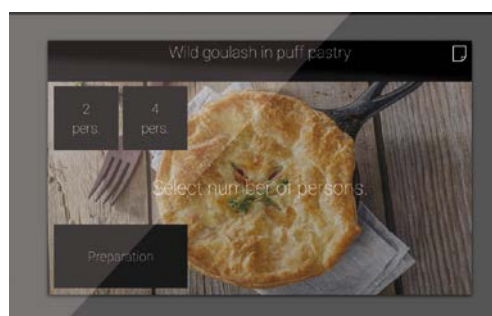 Wild goulash in puff pastry
2
pers.
4
pers.
Select number of persons.
Preparation